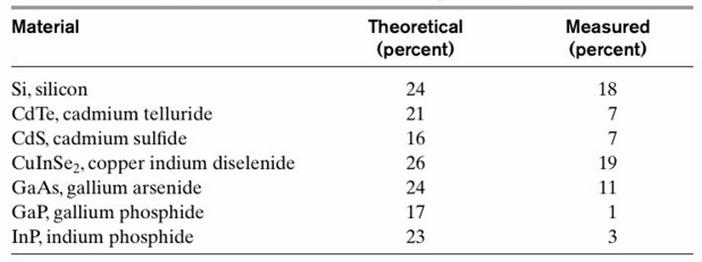 Material Theoretical (percent) Measured (percent)
Si, silicon 24 18
CdTe, cadmium telluride 21 7
CdS, cadmium sulfide 16 7
CuInSe₂, copper indium diselenide 26 19
GaAs, gallium arsenide 24 11
GaP, gallium phosphide 17 1
InP, indium phosphide 23 3